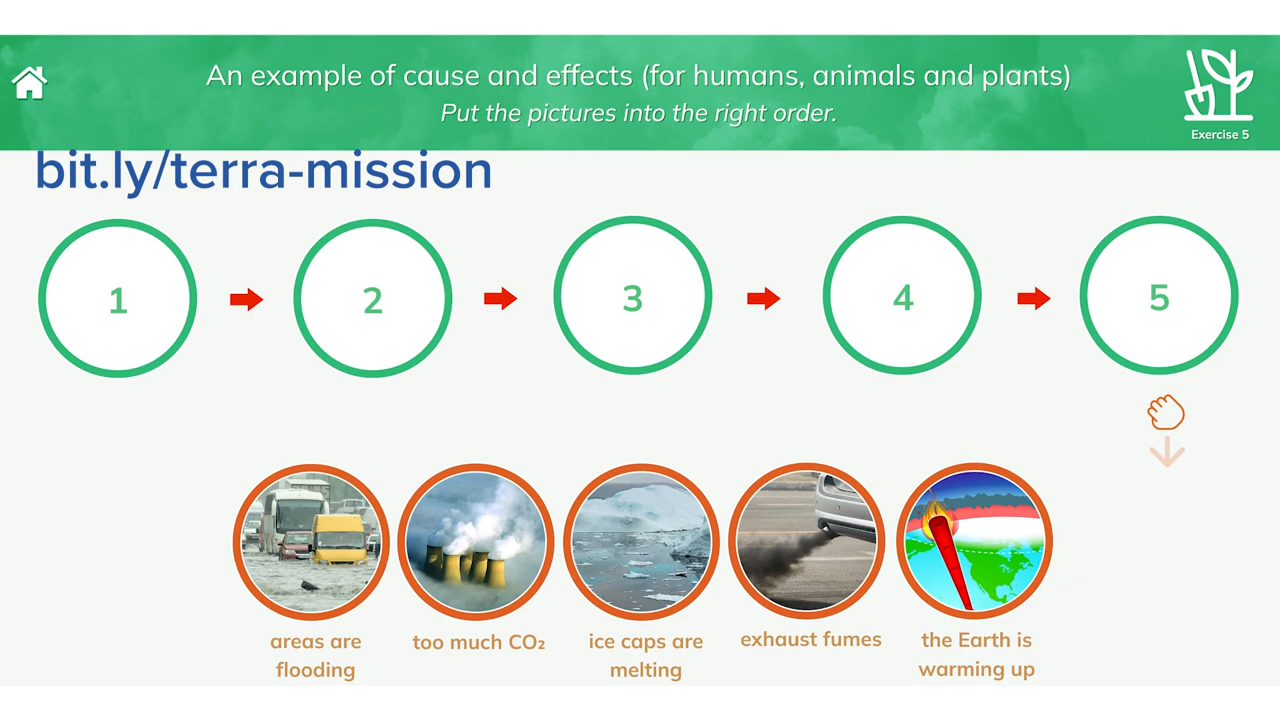 An example of cause and effects (for humans, animals and plants)
Put the pictures into the right order.
Exercise 5
bit.ly/terra-mission
1
2
3
4
5
areas are
flooding
too much CO₂
ice caps are
melting
exhaust fumes
the Earth is
warming up